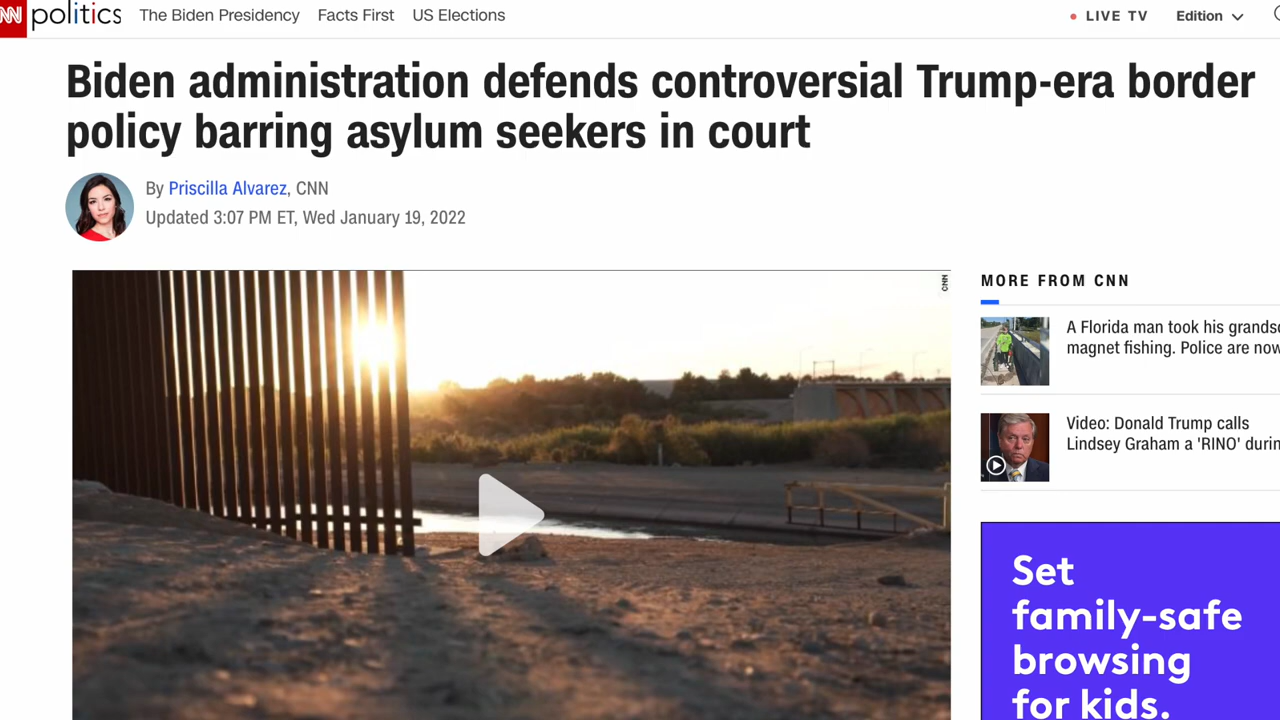 NN politics The Biden Presidency Facts First US Elections LIVE TV Edition
Biden administration defends controversial Trump-era border
policy barring asylum seekers in court
By Priscilla Alvarez, CNN
Updated 3:07 PM ET, Wed January 19, 2022
CNN
MORE FROM CNN
A Florida man took his grands
magnet fishing. Police are now
Video: Donald Trump calls
Lindsey Graham a 'RINO' durin
Set
family-safe
browsing
for kids.